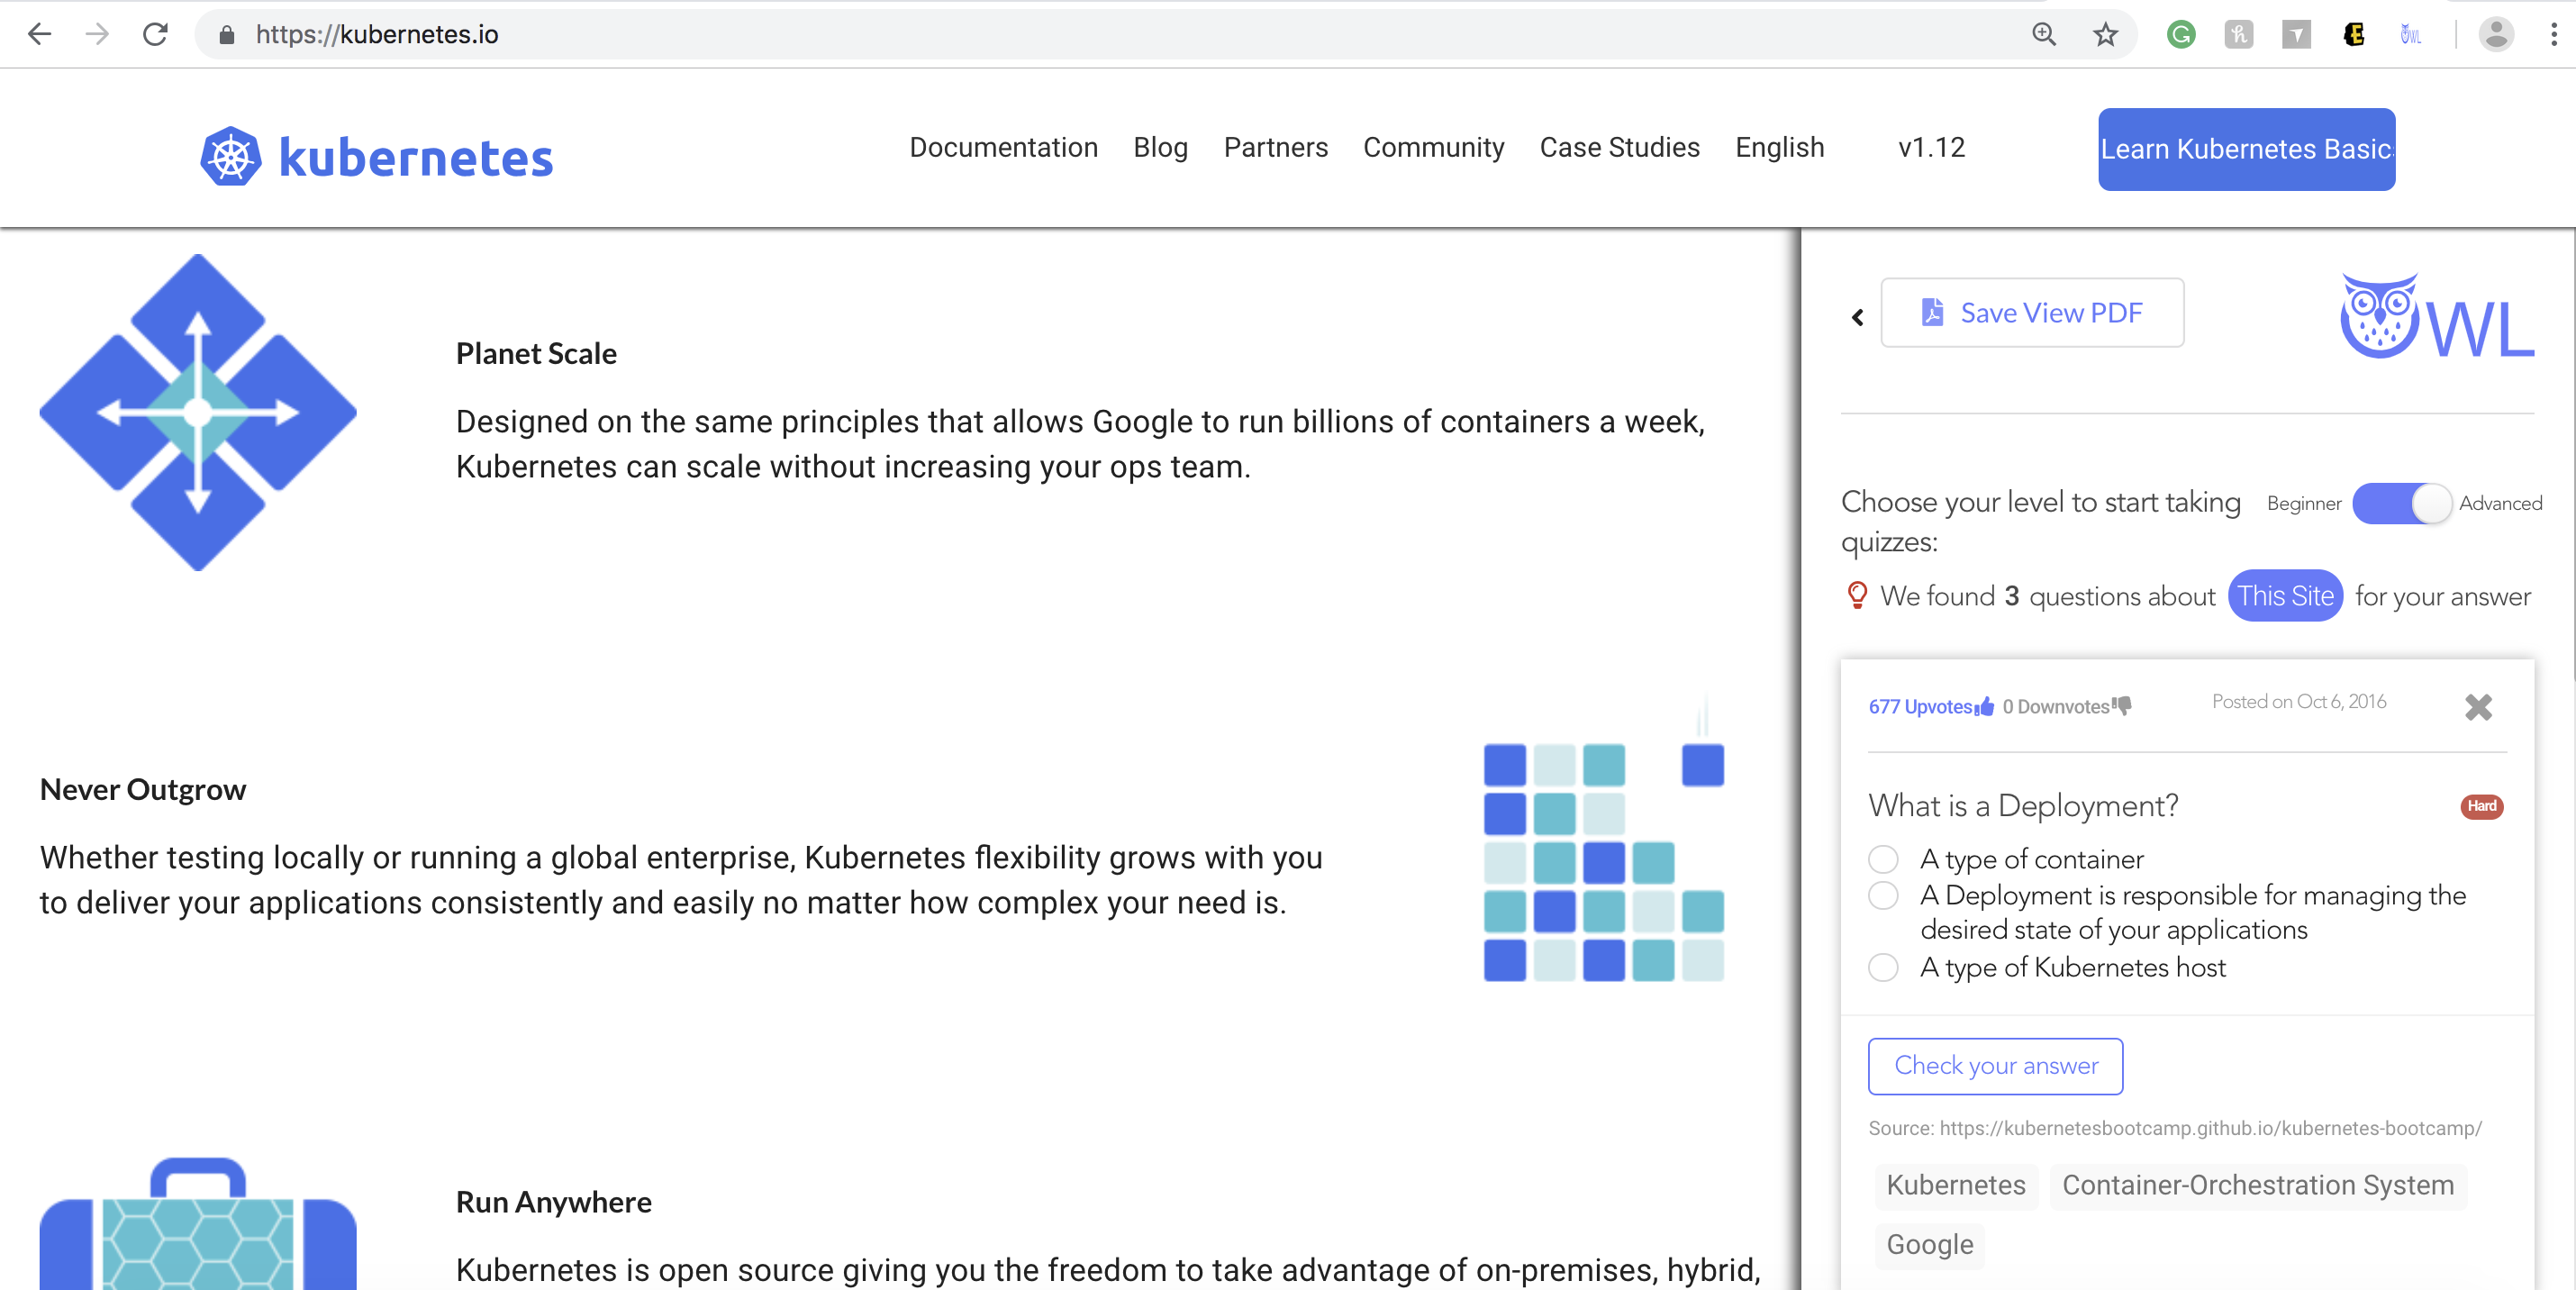 https://kubernetes.io
kubernetes
Documentation Blog Partners Community Case Studies English v1.12
Learn Kubernetes Basic
Planet Scale
Designed on the same principles that allows Google to run billions of containers a week,
Kubernetes can scale without increasing your ops team.
Never Outgrow
Whether testing locally or running a global enterprise, Kubernetes flexibility grows with you
to deliver your applications consistently and easily no matter how complex your need is.
Run Anywhere
Kubernetes is open source giving you the freedom to take advantage of on-premises, hybrid,
Save View PDF
WL
Choose your level to start taking
quizzes:
Beginner Advanced
We found 3 questions about This Site for your answer
677 Upvotes 0 Downvotes Posted on Oct 6, 2016
What is a Deployment? Hard
A type of container
A Deployment is responsible for managing the
desired state of your applications
A type of Kubernetes host
Check your answer
Source: https://kubernetesbootcamp.github.io/kubernetes-bootcamp/
Kubernetes Container-Orchestration System
Google